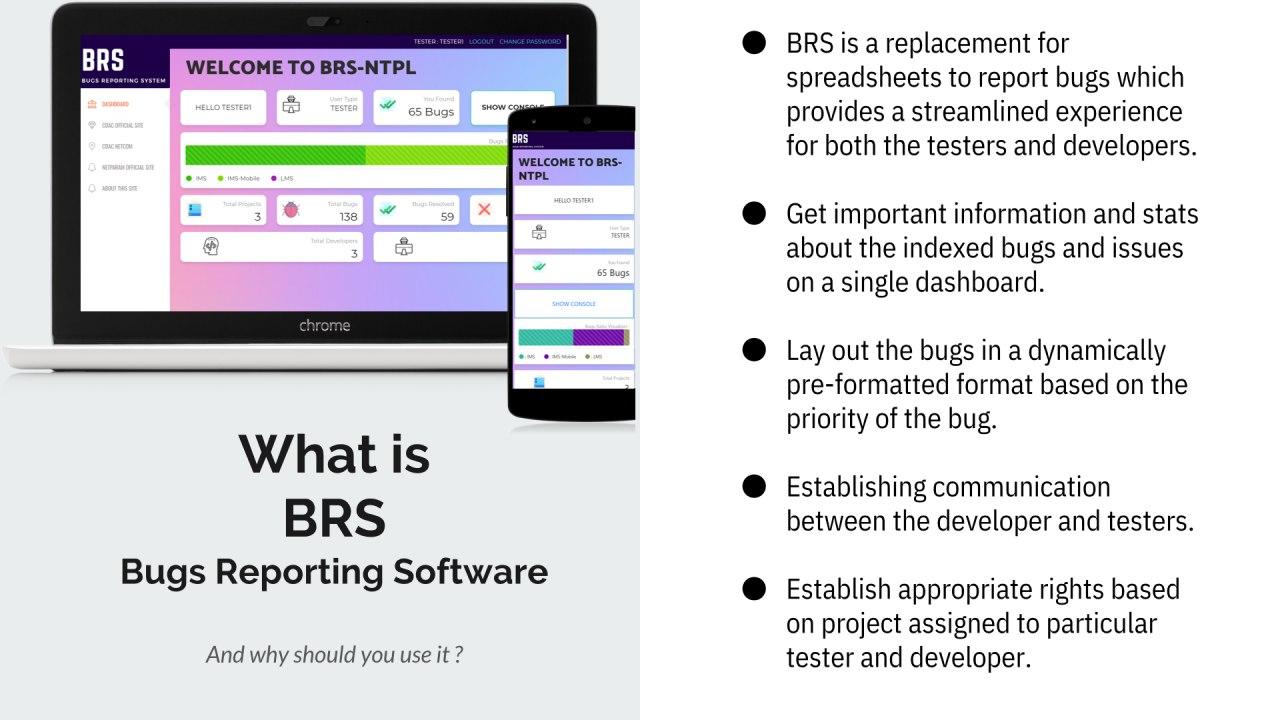 BRS
BUGS REPORTING SYSTEM
DASHBOARD
CDAC OFFICIAL SITE
CDAC NETCOM
NETPARAM OFFICIAL SITE
ABOUT THIS SITE
TESTER : TESTER1 LOGOUT CHANGE PASSWORD
WELCOME TO BRS-NTPL
HELLO TESTER1
User Type
TESTER
You Found
65 Bugs
SHOW CONSOLE
Bugs
: IMS : IMS-Mobile : LMS
Total Projects
3
Total Bugs
138
Bugs Resolved
59
Total Developers
3
chrome
BRS
WELCOME TO BRS-
NTPL
HELLO TESTER1
User Type
TESTER
You Found
65 Bugs
SHOW CONSOLE
: IMS : IMS-Mobile : LMS
Total Projects
What is
BRS
Bugs Reporting Software
And why should you use it ?
● BRS is a replacement for
spreadsheets to report bugs which
provides a streamlined experience
for both the testers and developers.
● Get important information and stats
about the indexed bugs and issues
on a single dashboard.
● Lay out the bugs in a dynamically
pre-formatted format based on the
priority of the bug.
● Establishing communication
between the developer and testers.
● Establish appropriate rights based
on project assigned to particular
tester and developer.